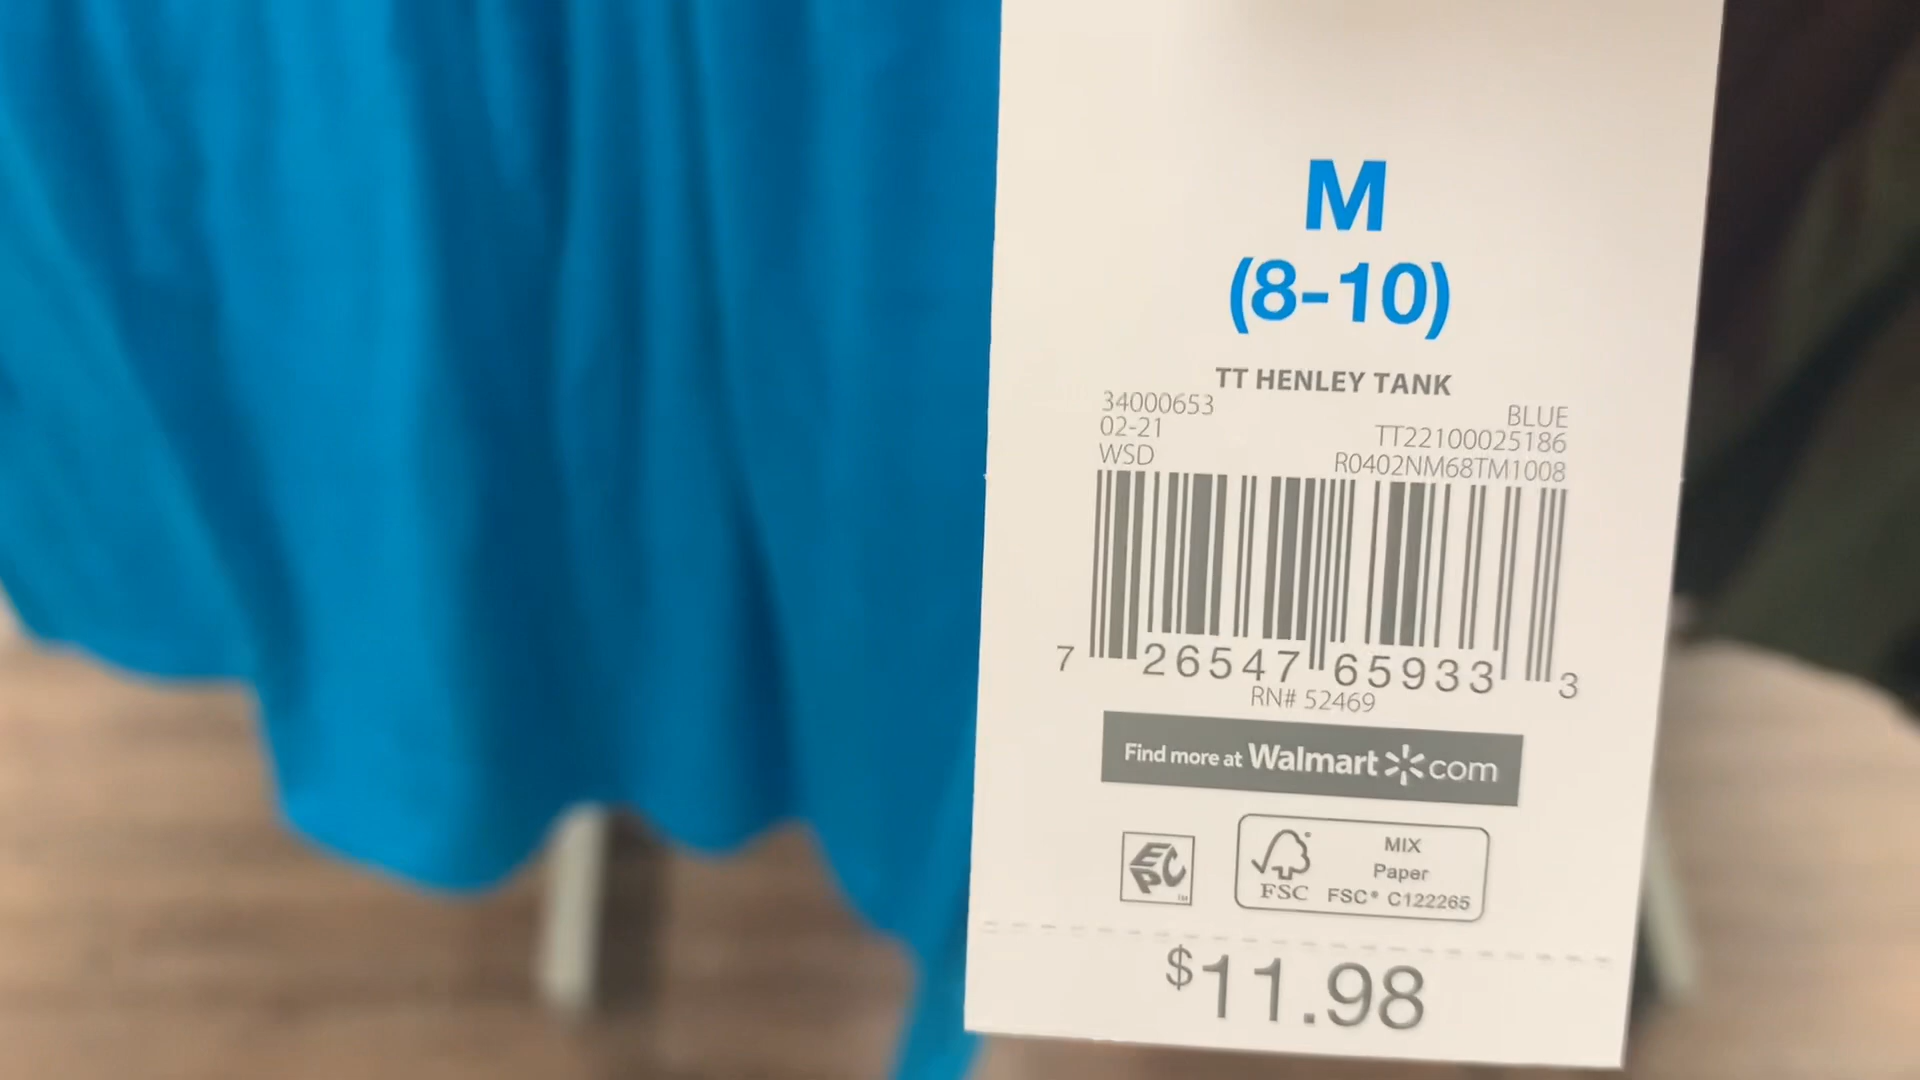 M
(8-10)
TT HENLEY TANK
34000653
02-21
WSD
BLUE
TT22100025186
R0402NM68TM1008
7 26547 65933 3
RN# 52469
Find more at Walmart com
EPC TM
FSC
MIX
Paper
FSC® C122265
$11.98